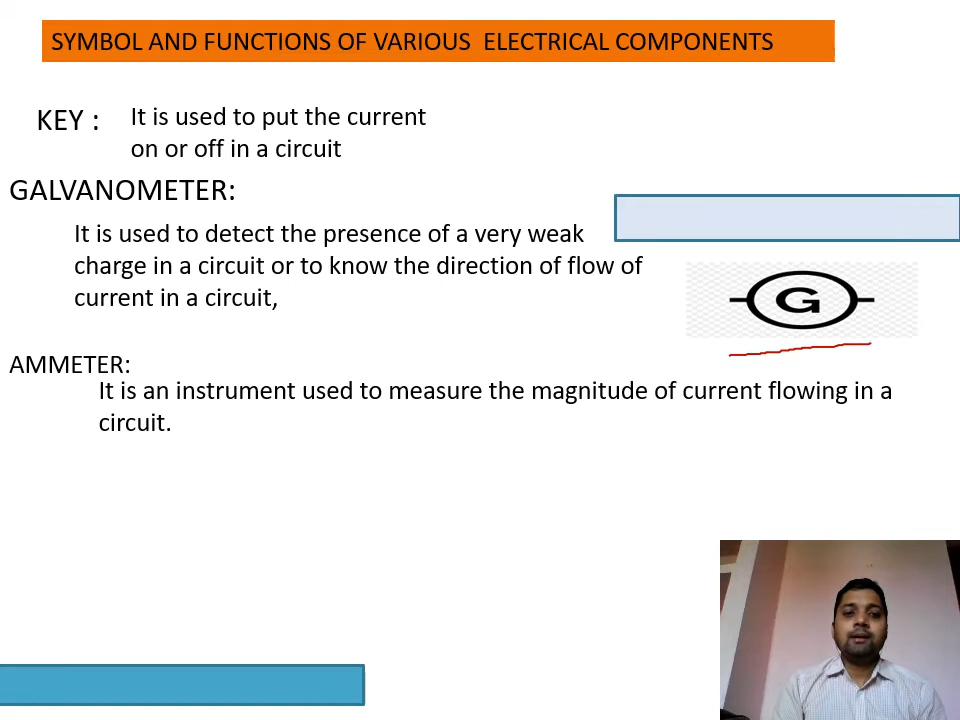 SYMBOL AND FUNCTIONS OF VARIOUS ELECTRICAL COMPONENTS
KEY :
It is used to put the current
on or off in a circuit
GALVANOMETER:
It is used to detect the presence of a very weak
charge in a circuit or to know the direction of flow of
current in a circuit,
G
AMMETER:
It is an instrument used to measure the magnitude of current flowing in a
circuit.